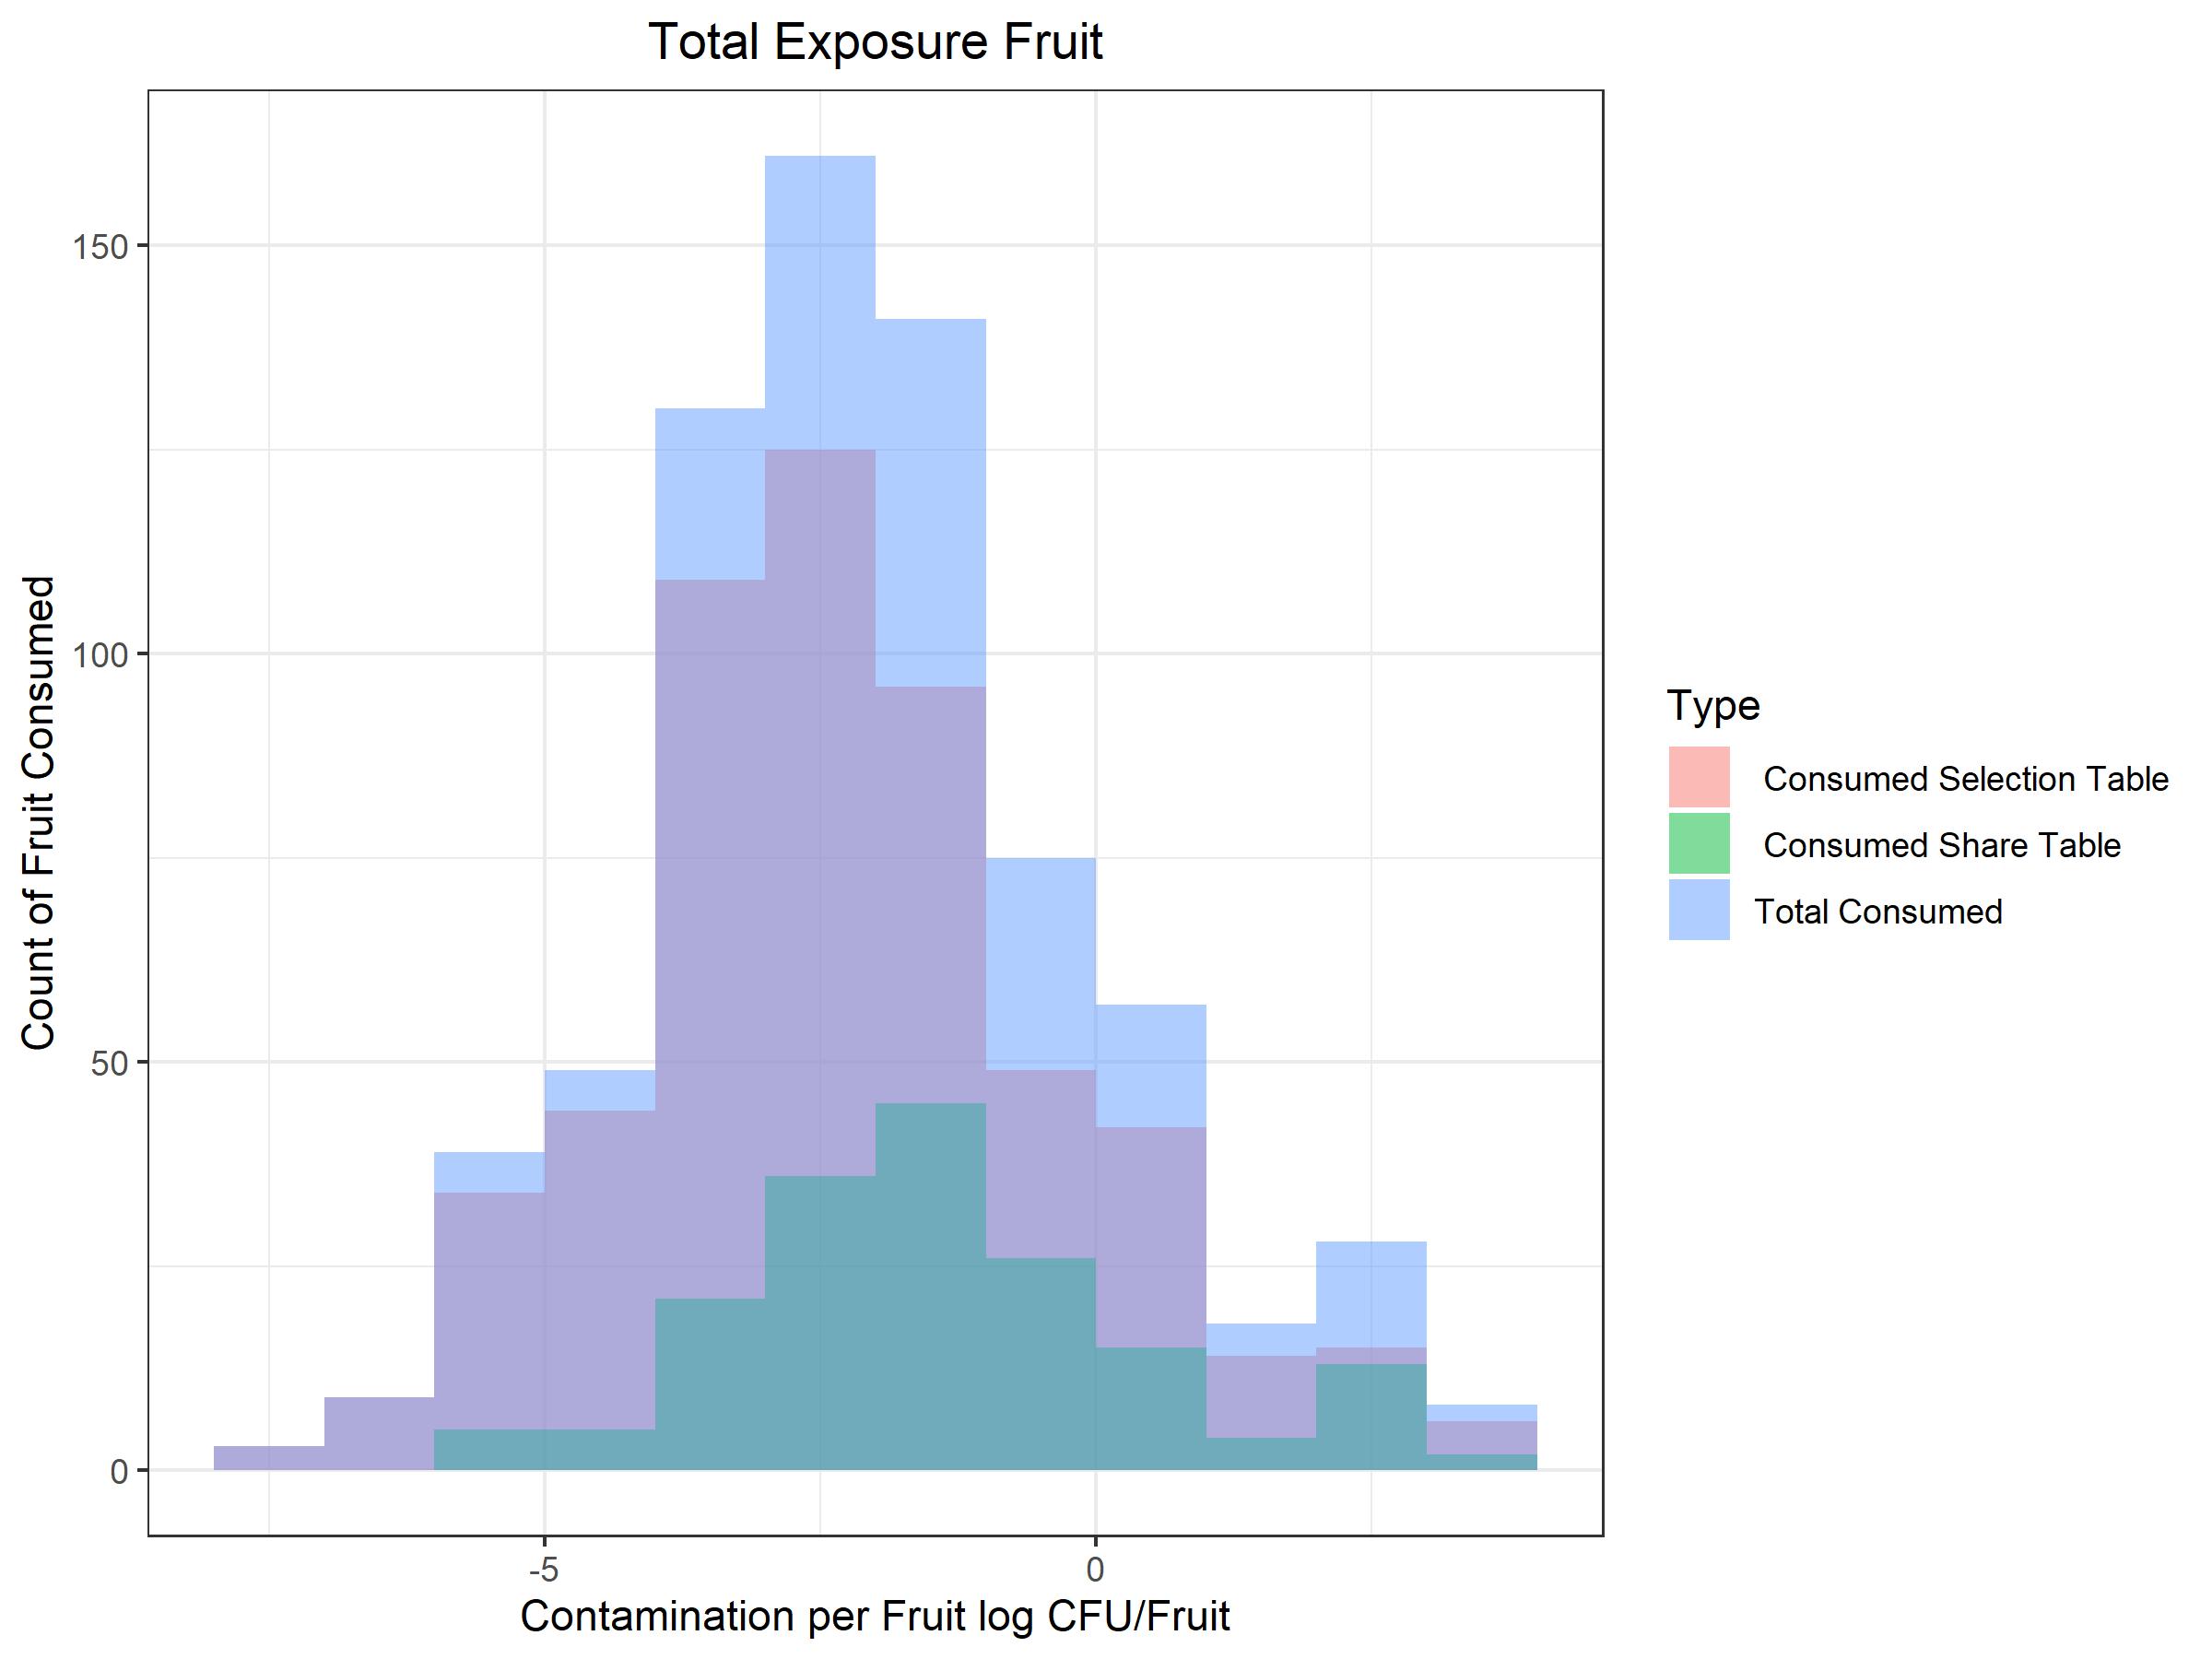 Total Exposure Fruit
150
100
50
0
-5
0
Count of Fruit Consumed
Contamination per Fruit log CFU/Fruit
Type
Consumed Selection Table
Consumed Share Table
Total Consumed